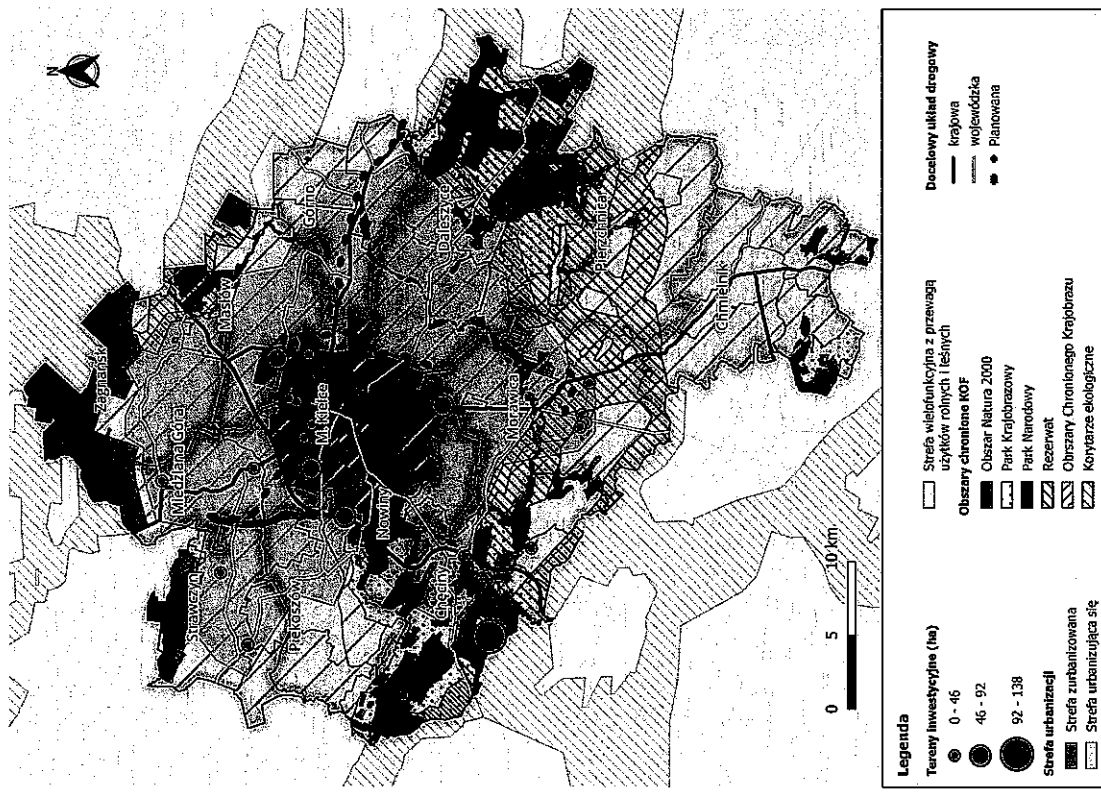 N
Zagnańsk
Miedziana Góra
Strawczyn
Masłów
Górno
Piekoszów
M. Kielce
Nowiny
Daleszyce
Chęciny
Morawica
Pierzchnica
Chmielnik
0 5 10 km
Legenda
Tereny inwestycyjne (ha)
0 - 46
46 - 92
92 - 138
Strefa urbanizacji
Strefa zurbanizowana
Strefa urbanizująca się
Strefa wielofunkcyjna z przewagą
użytków rolnych i leśnych
Obszary chronione KOF
Obszar Natura 2000
Park Krajobrazowy
Park Narodowy
Rezerwat
Obszary Chronionego Krajobrazu
Korytarze ekologiczne
Docelowy układ drogowy
krajowa
wojewódzka
Planowana